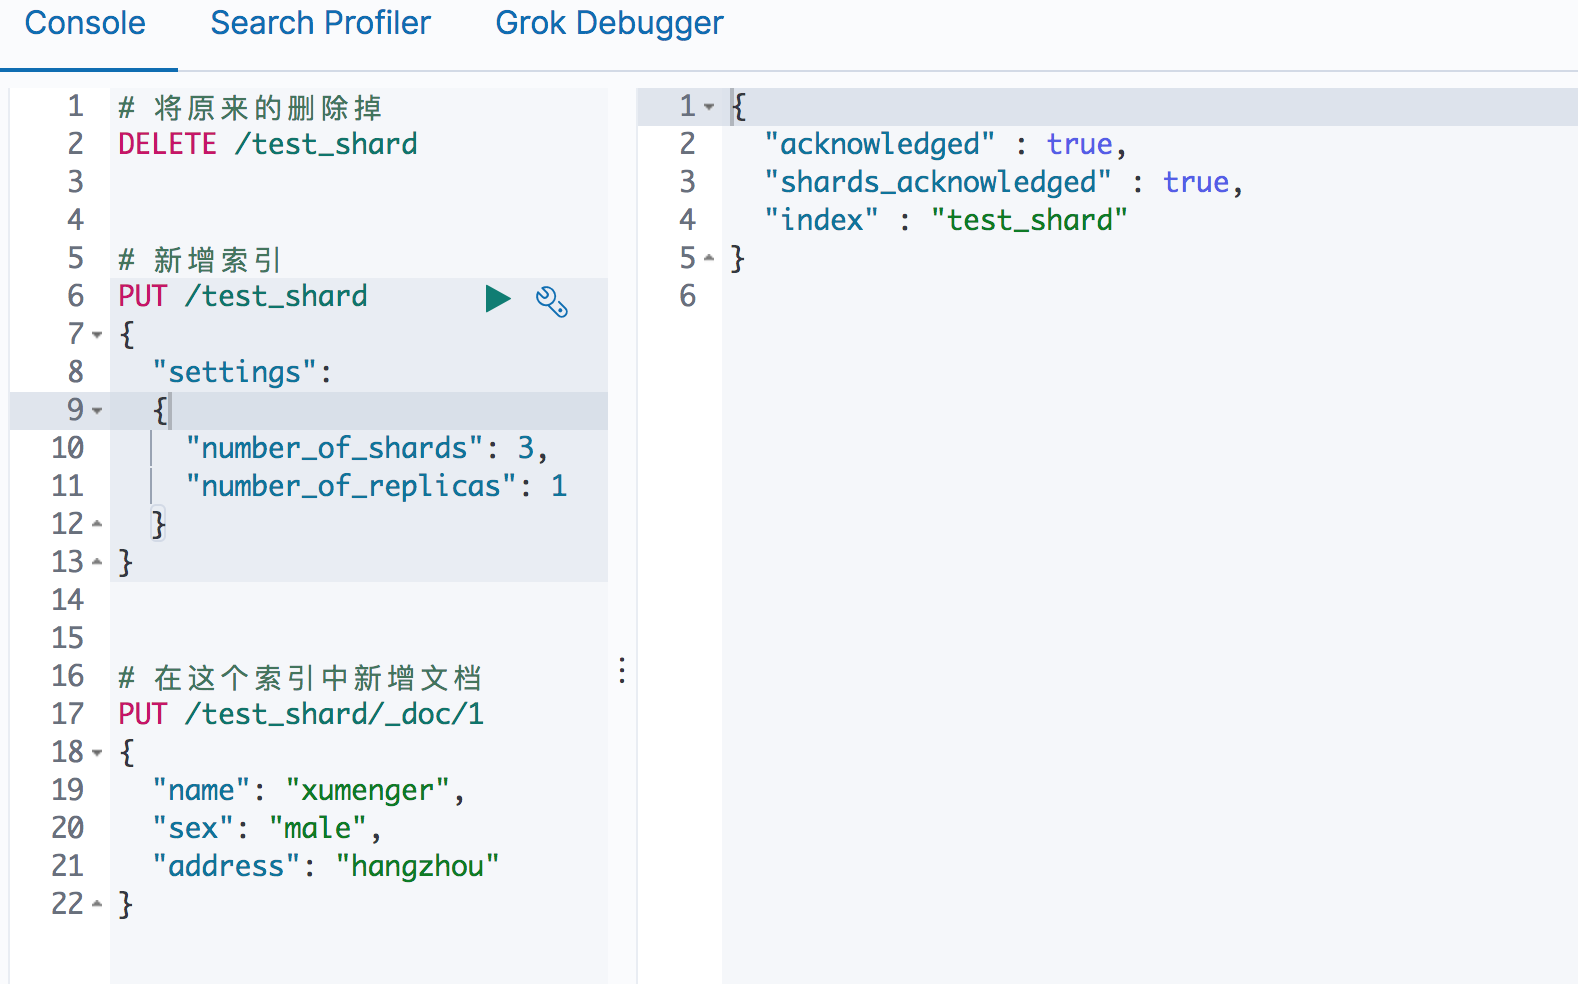 Console Search Profiler Grok Debugger
1 # 将原来的删除掉
2 DELETE /test_shard
3
4
5 # 新增索引
6 PUT /test_shard
7 {
8 "settings":
9 {
10 "number_of_shards": 3,
11 "number_of_replicas": 1
12 }
13 }
14
15
16 # 在这个索引中新增文档
17 PUT /test_shard/_doc/1
18 {
19 "name": "xumenger",
20 "sex": "male",
21 "address": "hangzhou"
22 }
1 {
2 "acknowledged" : true,
3 "shards_acknowledged" : true,
4 "index" : "test_shard"
5 }
6